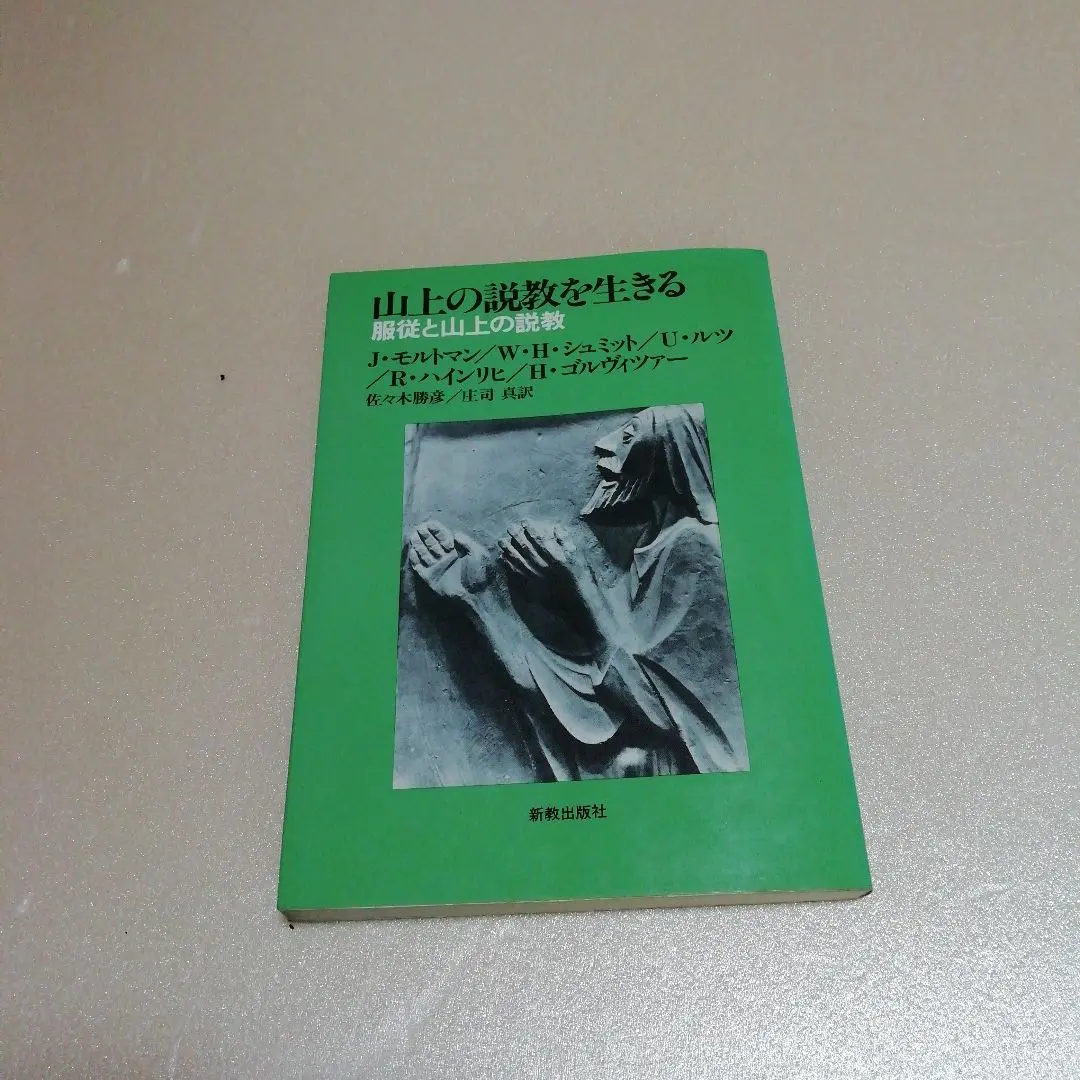 山上の説教を生きる
服従と山上の説教
J・モルトマン／W・H・シュミット／U・ルツ
／R・ハインリヒ／H・ゴルヴィツァー
佐々木勝彦／庄司 真訳
新教出版社